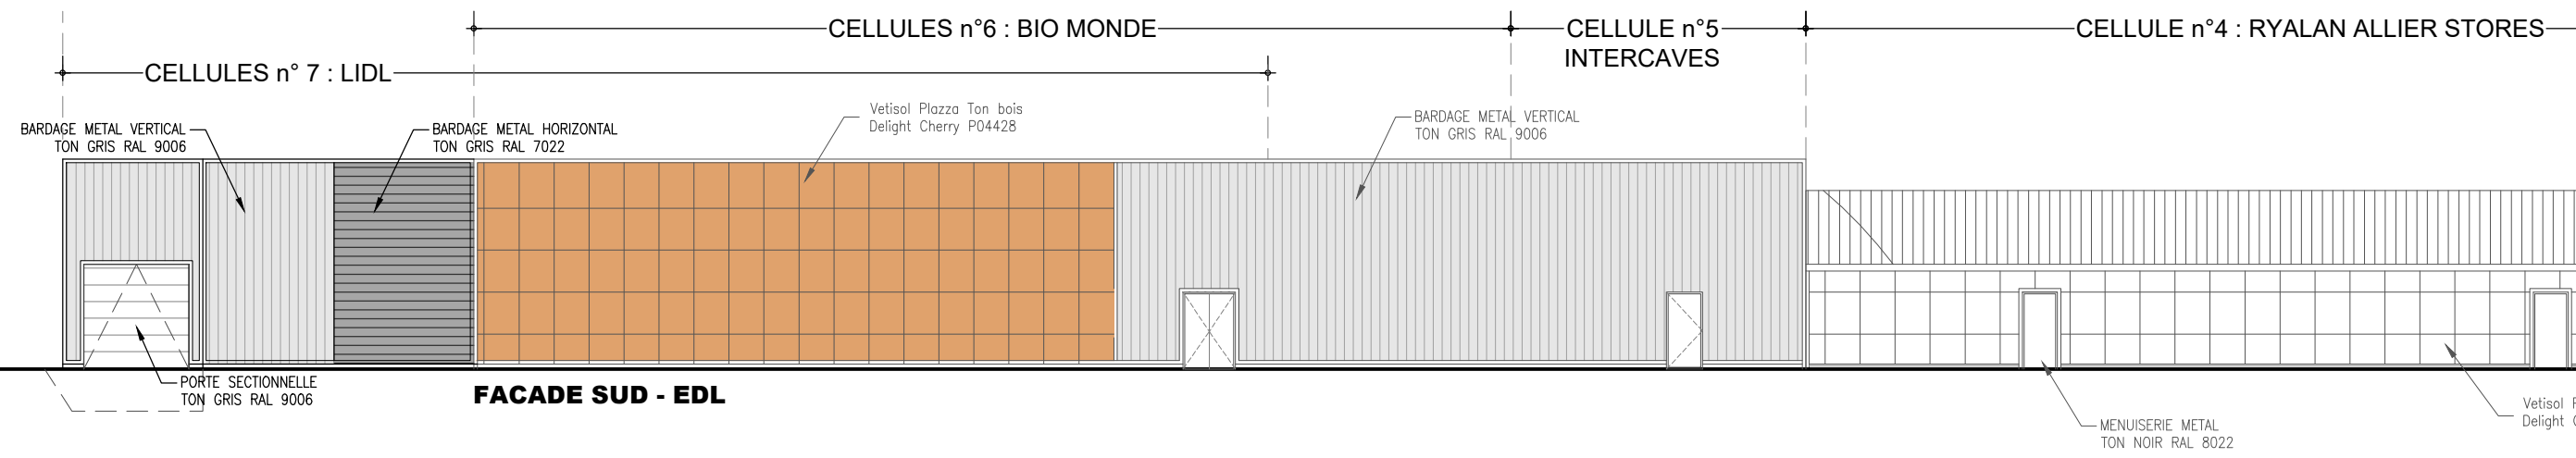 CELLULES n°6 : BIO MONDE
CELLULE n°5
INTERCAVES
CELLULE n°4 : RYALAN ALLIER STORES
CELLULES n° 7 : LIDL
BARDAGE METAL VERTICAL
TON GRIS RAL 9006
BARDAGE METAL HORIZONTAL
TON GRIS RAL 7022
Vetisol Plazza Ton bois
Delight Cherry P04428
BARDAGE METAL VERTICAL
TON GRIS RAL 9006
PORTE SECTIONNELLE
TON GRIS RAL 9006
FACADE SUD - EDL
MENUISERIE METAL
TON NOIR RAL 8022
Vetisol
Delight